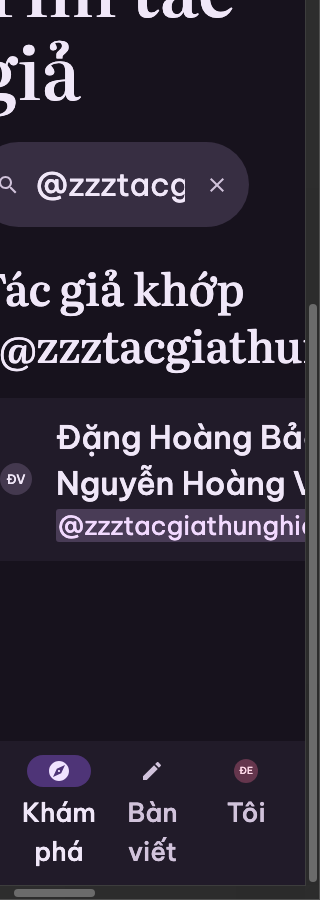 giả
@zzztacg
Tác giả khớp
@zzztacgiathu
ĐV
Đặng Hoàng Bả
Nguyễn Hoàng V
@zzztacgiathunghi
ĐE
Khám phá
Bàn viết
Tôi